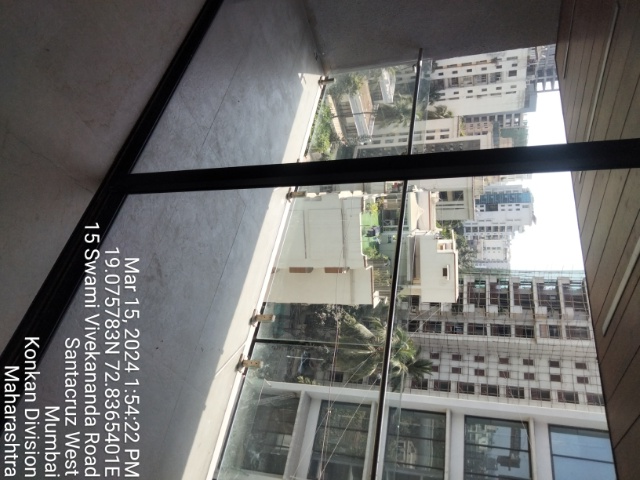 Mar 15, 2024 1:54:22 PM
19.075783N 72.8365401E
15 Swami Vivekananda Road
Santacruz West
Mumbai
Konkan Division
Maharashtra